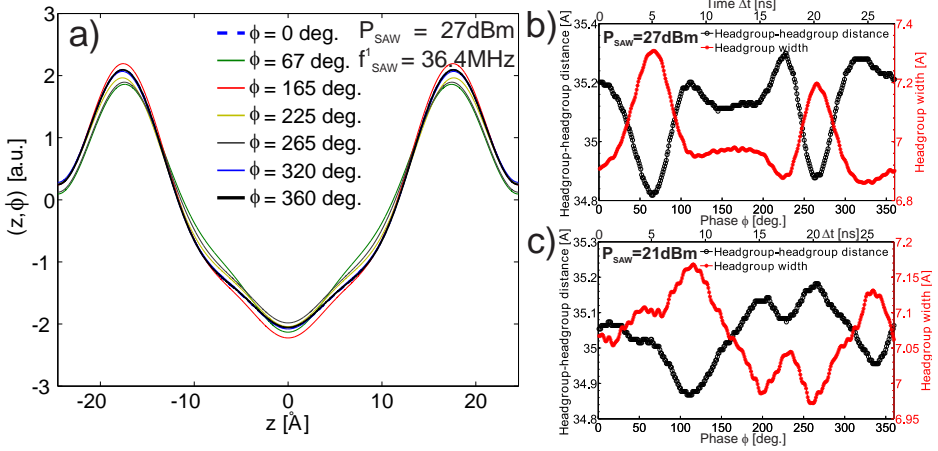 a)
P_SAW = 27dBm
f¹_SAW = 36.4MHz
ϕ = 0 deg.
ϕ = 67 deg.
ϕ = 165 deg.
ϕ = 225 deg.
ϕ = 265 deg.
ϕ = 320 deg.
ϕ = 360 deg.
(z,ϕ) [a.u.]
3
2
1
0
-1
-2
-3
-20
-10
0
10
20
z [Å]
b)
Time Δt [ns]
0
5
10
15
20
25
P_SAW=27dBm
Headgroup-headgroup distance
Headgroup width
Headgroup-headgroup distance [A]
35.4
35.2
35
34.8
Headgroup width [A]
7.4
7.2
7
6.8
0
50
100
150
200
250
300
350
Phase ϕ [deg.]
c)
Δt [ns]
0
5
10
15
20
25
P_SAW=21dBm
Headgroup-headgroup distance
Headgroup width
Headgroup-headgroup distance [A]
35.3
35.2
35.1
35
34.9
34.8
Headgroup width [A]
7.2
7.15
7.1
7.05
7
6.95
0
50
100
150
200
250
300
350
Phase ϕ [deg.]